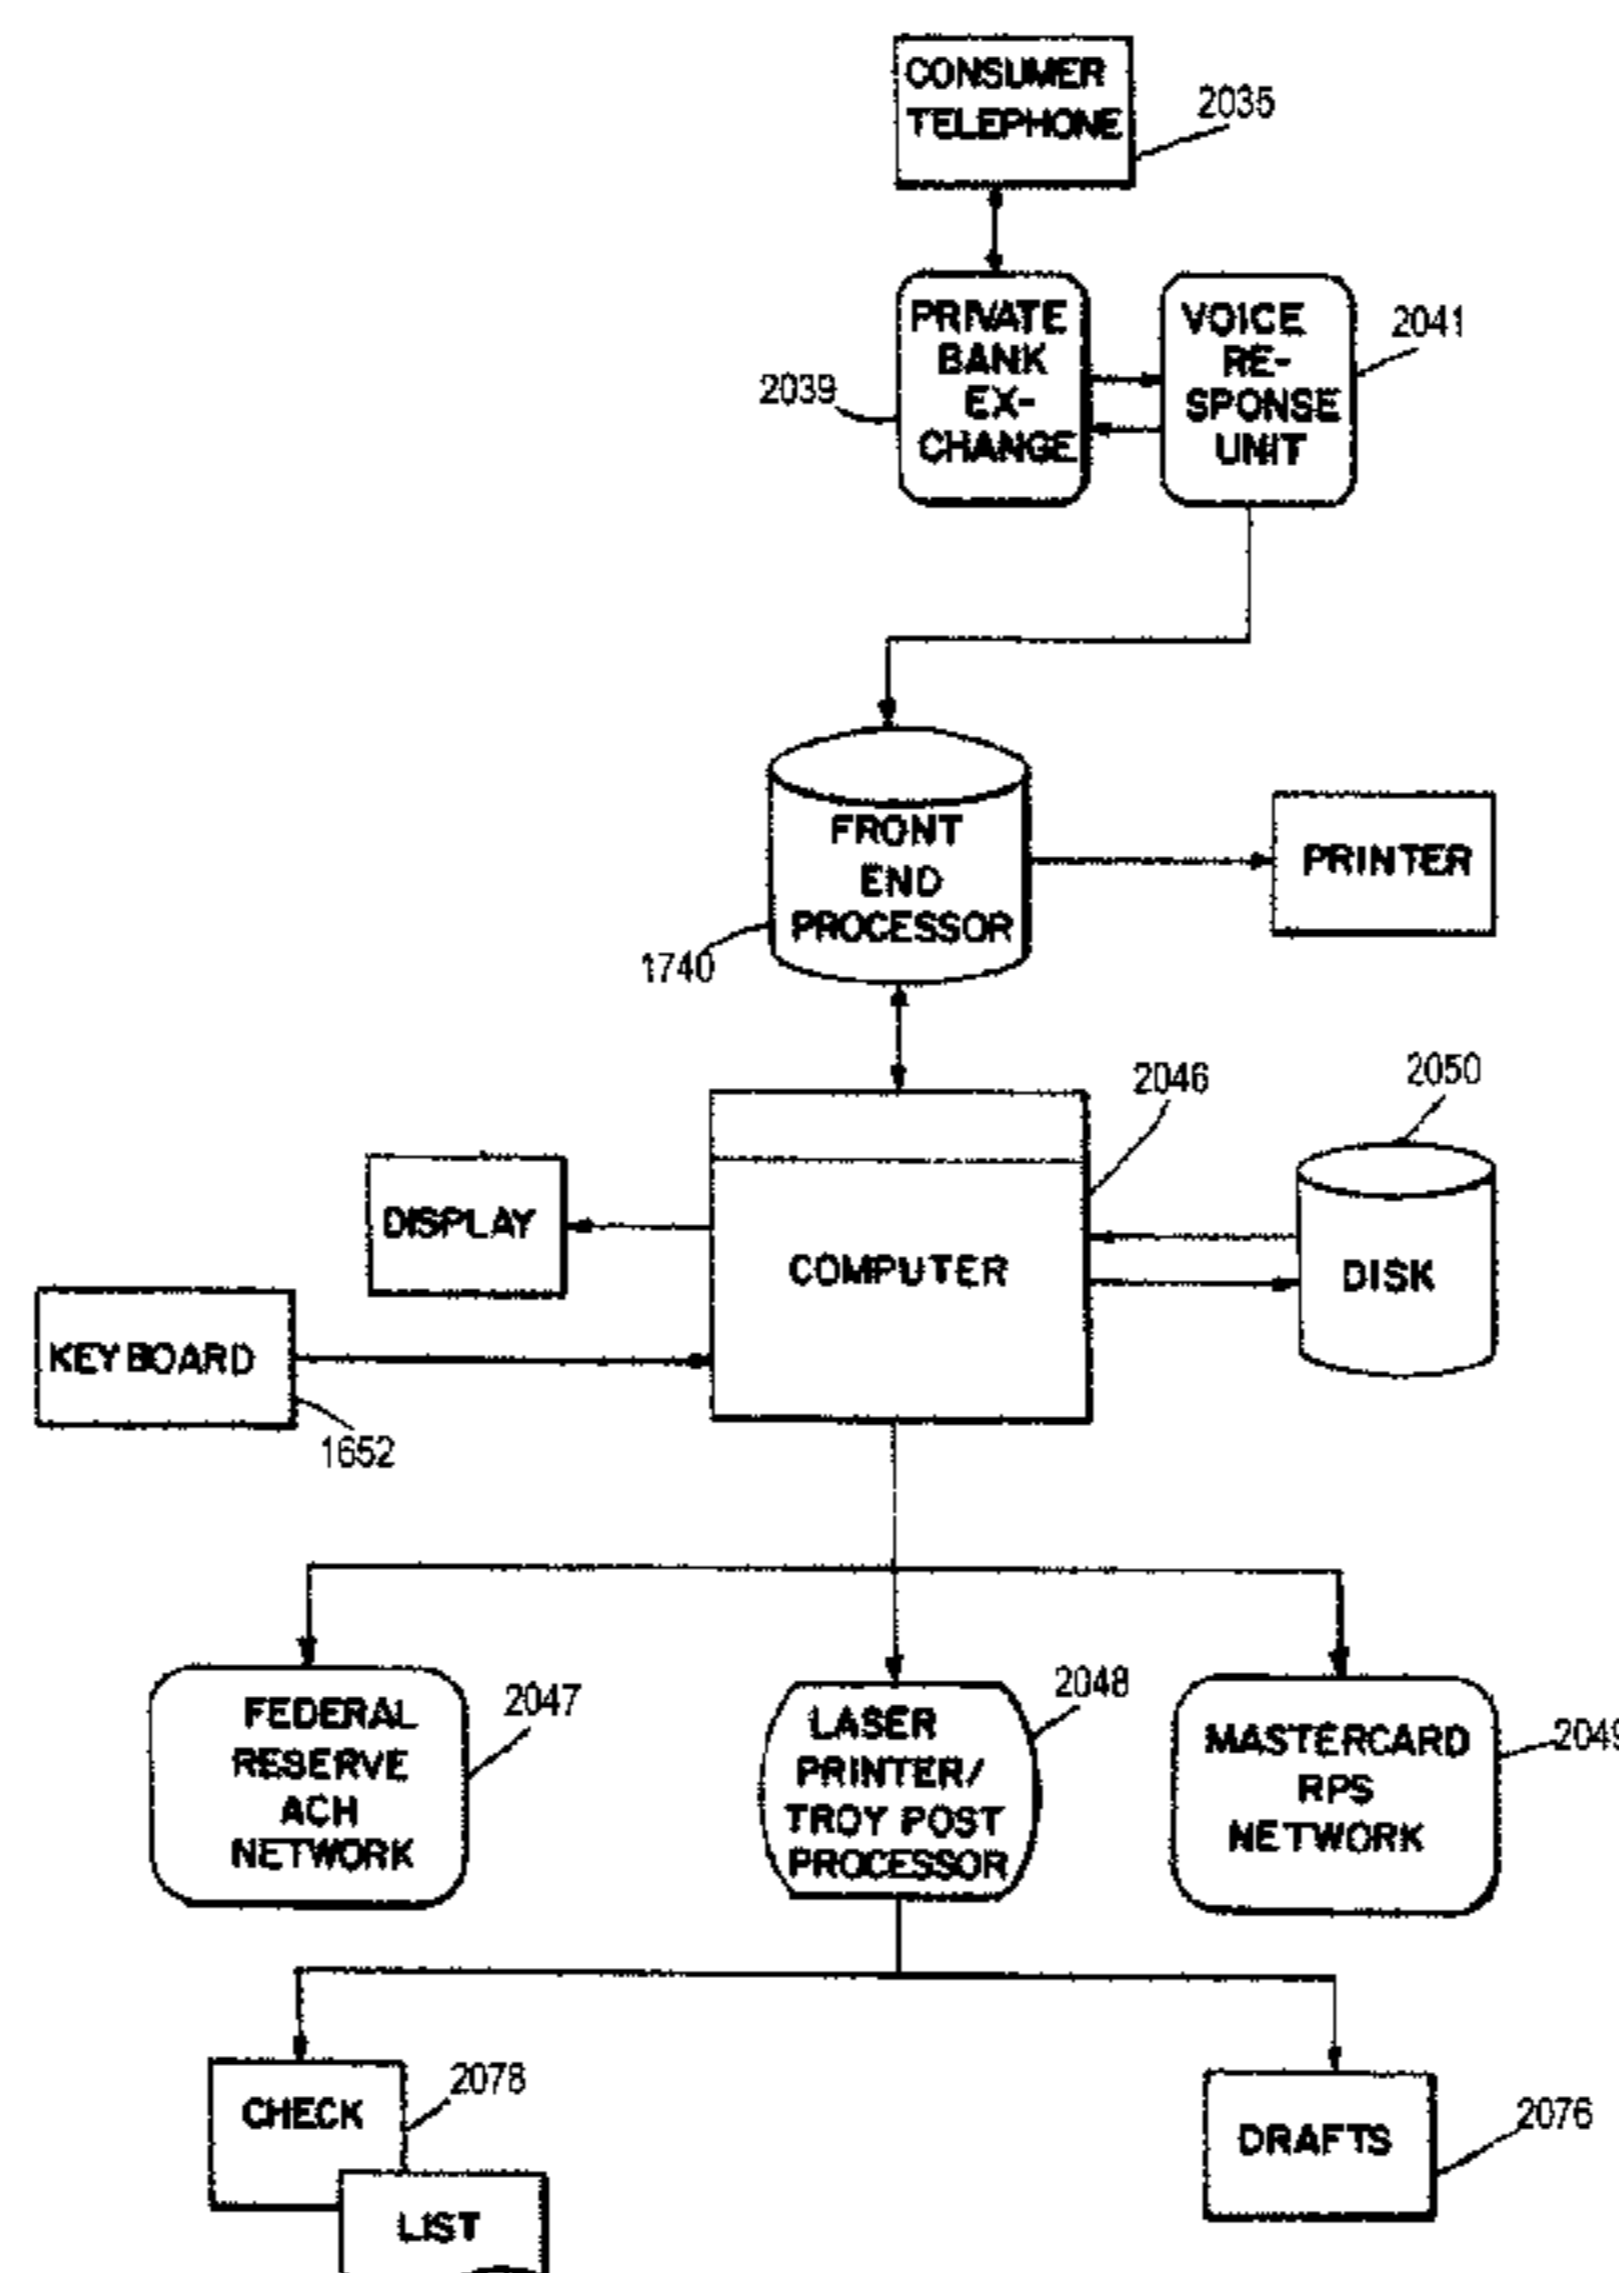 CONSUMER
TELEPHONE
2035
PRIVATE
BANK
EX-
CHANGE
2039
VOICE
RE-
SPONSE
UNIT
2041
FRONT
END
PROCESSOR
1740
PRINTER
2046
2050
DISPLAY
COMPUTER
DISK
KEYBOARD
1652
FEDERAL
RESERVE
ACH
NETWORK
2047
LASER
PRINTER/
TROY POST
PROCESSOR
2048
MASTERCARD
RPS
NETWORK
2049
CHECK
2078
LIST
DRAFTS
2076